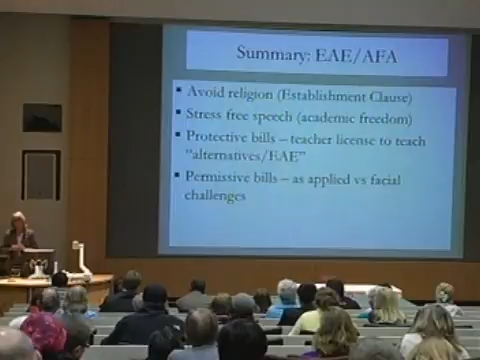 Summary: EAE/AFA
Avoid religion (Establishment Clause)
Stress free speech (academic freedom)
Protective bills – teacher license to teach
“alternatives/EAE”
Permissive bills – as applied vs facial
challenges